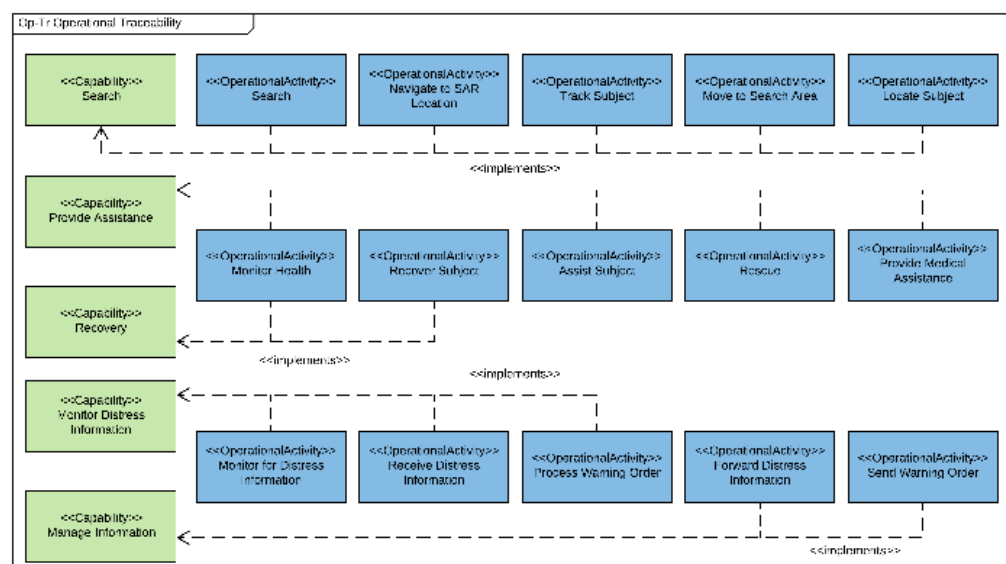 Op-Tr Operational Traceability
<<Capability>>
Search
<<OperationalActivity>>
Search
<<OperationalActivity>>
Navigate to SAR
Location
<<OperationalActivity>>
Track Subject
<<OperationalActivity>>
Move to Search Area
<<OperationalActivity>>
Locate Subject
<<implements>>
<<Capability>>
Provide Assistance
<<OperationalActivity>>
Monitor Health
<<OperationalActivity>>
Recover Subject
<<OperationalActivity>>
Assist Subject
<<OperationalActivity>>
Rescue
<<OperationalActivity>>
Provide Medical
Assistance
<<Capability>>
Recovery
<<implements>>
<<implements>>
<<Capability>>
Monitor Distress
Information
<<OperationalActivity>>
Monitor for Distress
Information
<<OperationalActivity>>
Receive Distress
Information
<<OperationalActivity>>
Process Warning Order
<<OperationalActivity>>
Forward Distress
Information
<<OperationalActivity>>
Send Warning Order
<<Capability>>
Manage Information
<<implements>>